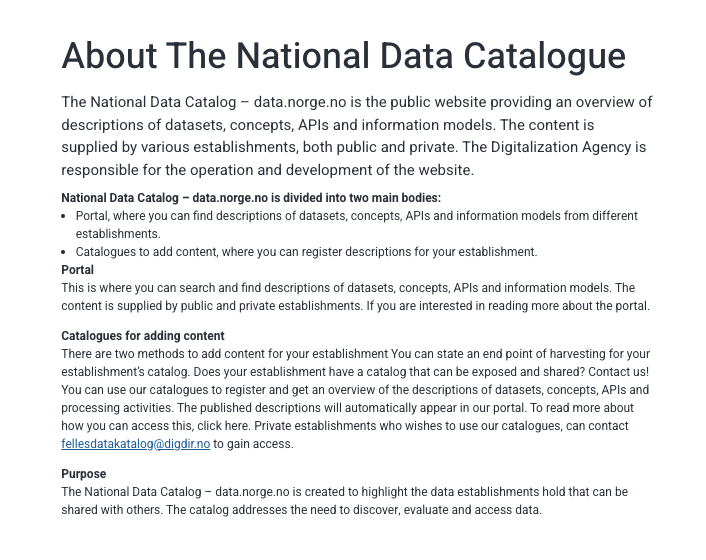 About The National Data Catalogue
The National Data Catalog – data.norge.no is the public website providing an overview of
descriptions of datasets, concepts, APIs and information models. The content is
supplied by various establishments, both public and private. The Digitalization Agency is
responsible for the operation and development of the website.
National Data Catalog – data.norge.no is divided into two main bodies:
• Portal, where you can find descriptions of datasets, concepts, APIs and information models from different
establishments.
• Catalogues to add content, where you can register descriptions for your establishment.
Portal
This is where you can search and find descriptions of datasets, concepts, APIs and information models. The
content is supplied by public and private establishments. If you are interested in reading more about the portal.
Catalogues for adding content
There are two methods to add content for your establishment You can state an end point of harvesting for your
establishment’s catalog. Does your establishment have a catalog that can be exposed and shared? Contact us!
You can use our catalogues to register and get an overview of the descriptions of datasets, concepts, APIs and
processing activities. The published descriptions will automatically appear in our portal. To read more about
how you can access this, click here. Private establishments who wishes to use our catalogues, can contact
fellesdatakatalog@digdir.no to gain access.
Purpose
The National Data Catalog – data.norge.no is created to highlight the data establishments hold that can be
shared with others. The catalog addresses the need to discover, evaluate and access data.